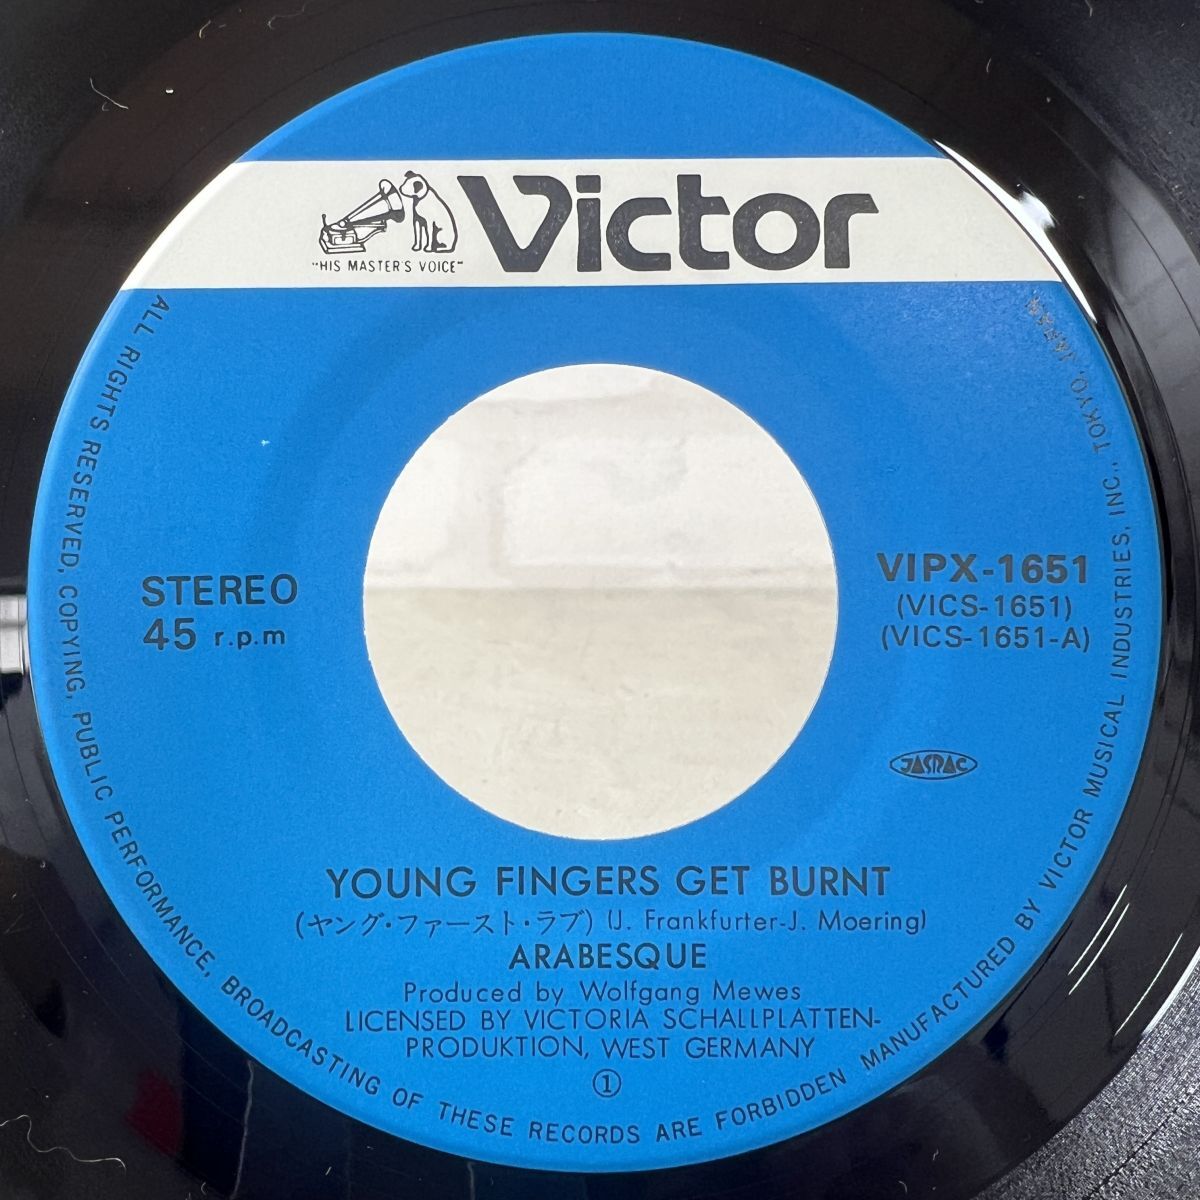 "HIS MASTER'S VOICE"
Victor
STEREO
45 r.p.m
VIPX-1651
(VICS-1651)
(VICS-1651-A)
JASRAC
YOUNG FINGERS GET BURNT
(ヤング・ファースト・ラブ) (J. Frankfurter-J. Moering)
ARABESQUE
Produced by Wolfgang Mewes
LICENSED BY VICTORIA SCHALLPLATTEN-
PRODUKTION, WEST GERMANY
①
ALL RIGHTS RESERVED, COPYING, PUBLIC PERFORMANCE, BROADCASTING OF THESE RECORDS ARE FORBIDDEN MANUFACTURED BY VICTOR MUSICAL INDUSTRIES, INC., TOKYO, JAPAN